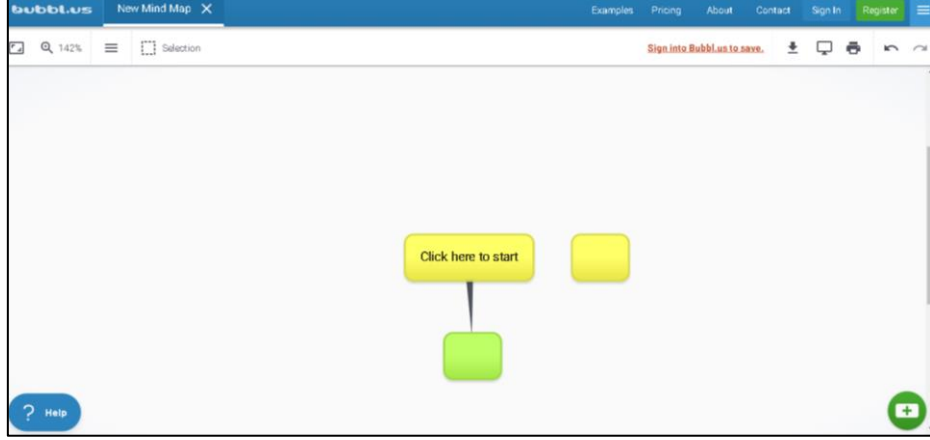 bubbl.us New Mind Map Examples Pricing About Contact Sign In Register
142% Selection Sign into Bubbl.us to save.
Click here to start
? Help